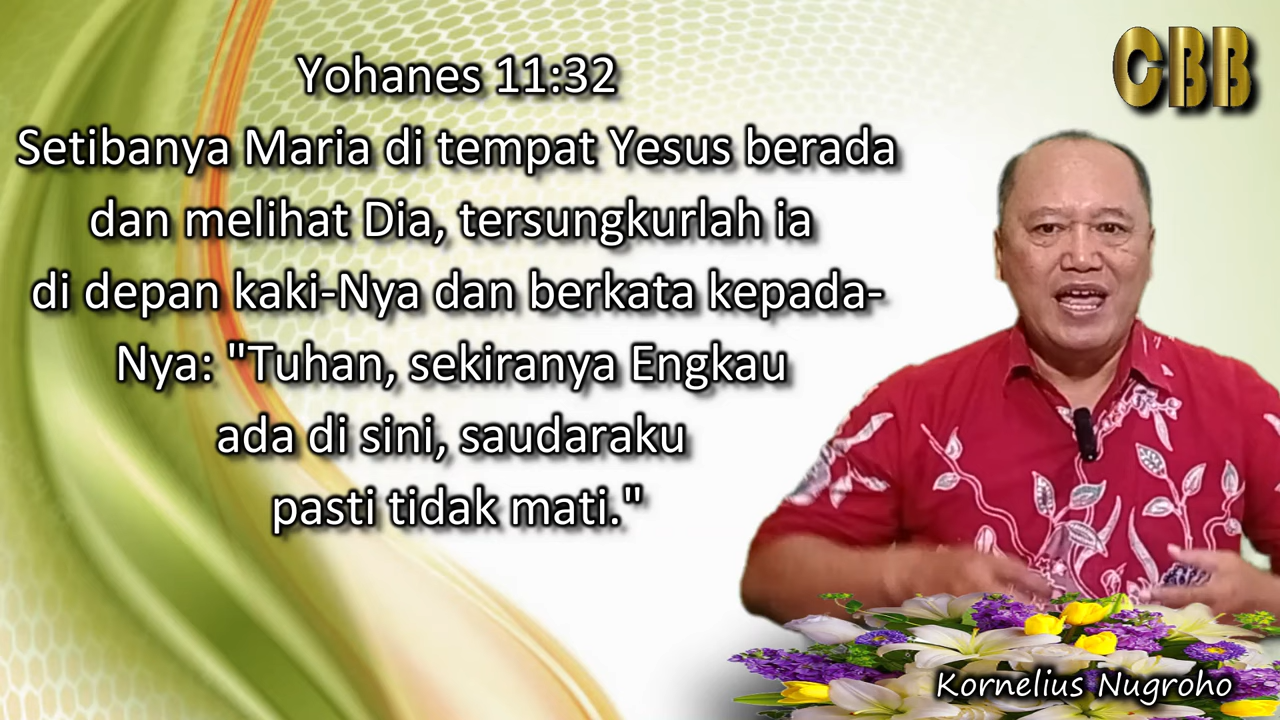 Yohanes 11:32
Setibanya Maria di tempat Yesus berada
dan melihat Dia, tersungkurlah ia
di depan kaki-Nya dan berkata kepada-
Nya: "Tuhan, sekiranya Engkau
ada di sini, saudaraku
pasti tidak mati."
CBB
Kornelius Nugroho